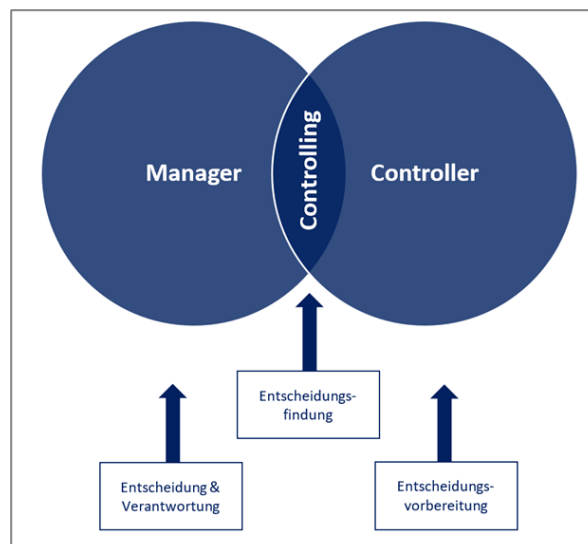 Manager
Controlling
Controller
Entscheidungs-
findung
Entscheidung &
Verantwortung
Entscheidungs-
vorbereitung